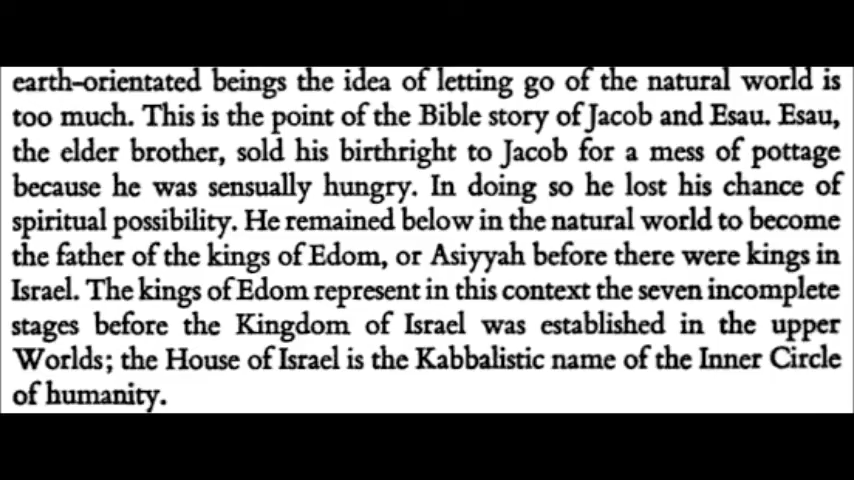 earth-orientated beings the idea of letting go of the natural world is
too much. This is the point of the Bible story of Jacob and Esau. Esau,
the elder brother, sold his birthright to Jacob for a mess of pottage
because he was sensually hungry. In doing so he lost his chance of
spiritual possibility. He remained below in the natural world to become
the father of the kings of Edom, or Asiyyah before there were kings in
Israel. The kings of Edom represent in this context the seven incomplete
stages before the Kingdom of Israel was established in the upper
Worlds; the House of Israel is the Kabbalistic name of the Inner Circle
of humanity.